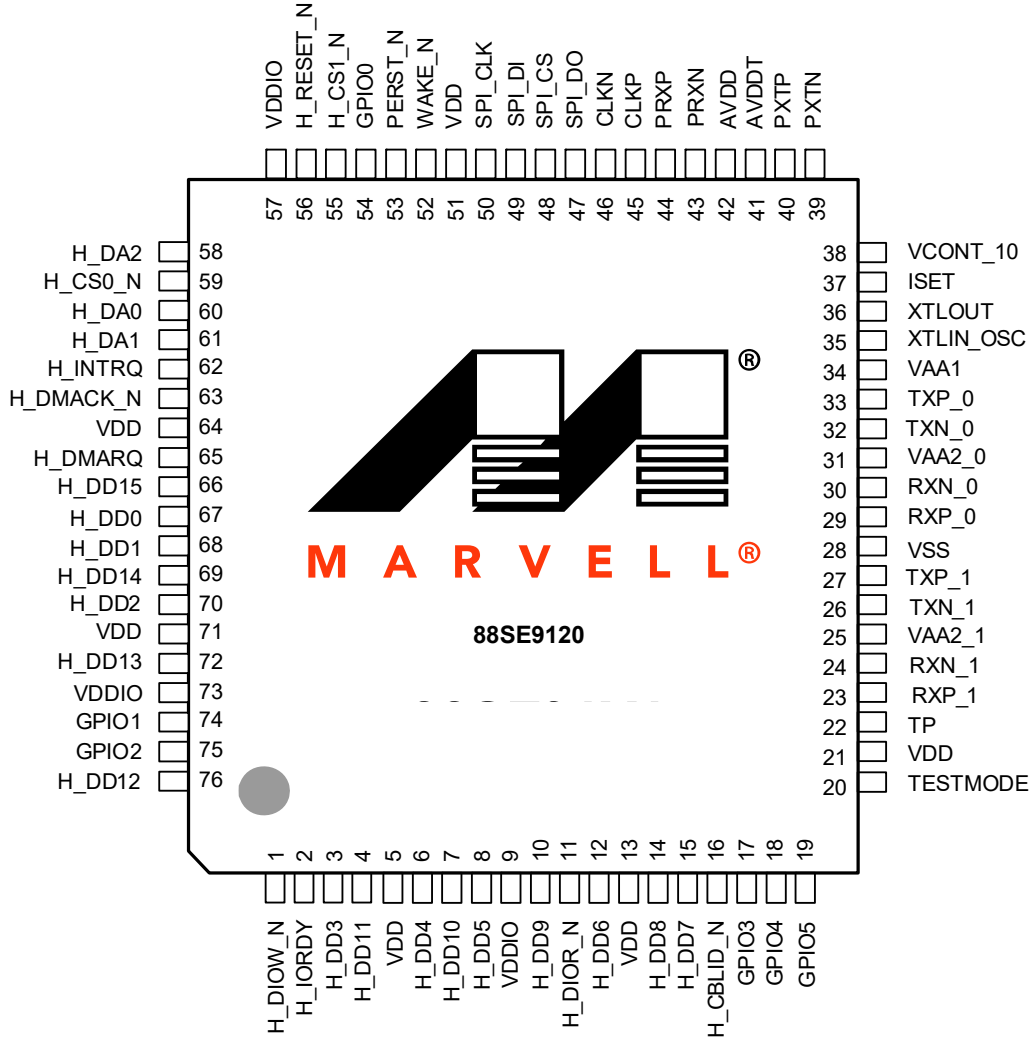 VDDIO
H_RESET_N
H_CS1_N
GPIO0
PERST_N
WAKE_N
VDD
SPI_CLK
SPI_DI
SPI_CS
SPI_DO
CLKN
CLKP
PRXP
PRXN
AVDD
AVDDT
PXTP
PXTN
57 56 55 54 53 52 51 50 49 48 47 46 45 44 43 42 41 40 39
H_DA2 58
H_CS0_N 59
H_DA0 60
H_DA1 61
H_INTRQ 62
H_DMACK_N 63
VDD 64
H_DMARQ 65
H_DD15 66
H_DD0 67
H_DD1 68
H_DD14 69
H_DD2 70
VDD 71
H_DD13 72
VDDIO 73
GPIO1 74
GPIO2 75
H_DD12 76
®
MARVELL®
88SE9120
38 VCONT_10
37 ISET
36 XTLOUT
35 XTLIN_OSC
34 VAA1
33 TXP_0
32 TXN_0
31 VAA2_0
30 RXN_0
29 RXP_0
28 VSS
27 TXP_1
26 TXN_1
25 VAA2_1
24 RXN_1
23 RXP_1
22 TP
21 VDD
20 TESTMODE
1 2 3 4 5 6 7 8 9 10 11 12 13 14 15 16 17 18 19
H_DIOW_N
H_IORDY
H_DD3
H_DD11
VDD
H_DD4
H_DD10
H_DD5
VDDIO
H_DD9
H_DIOR_N
H_DD6
VDD
H_DD8
H_DD7
H_CBLID_N
GPIO3
GPIO4
GPIO5